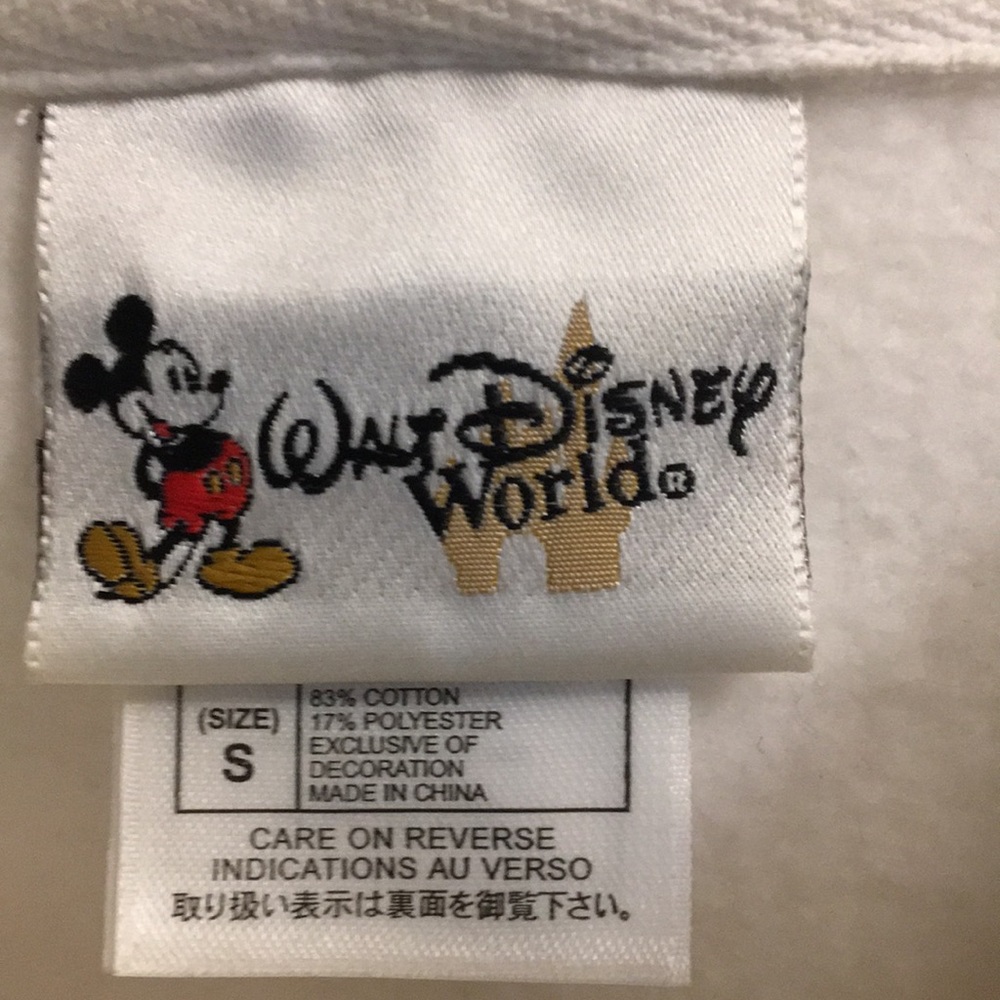 WALT DISNEY
World®
(SIZE)
S
83% COTTON
17% POLYESTER
EXCLUSIVE OF
DECORATION
MADE IN CHINA
CARE ON REVERSE
INDICATIONS AU VERSO
取り扱い表示は裏面を御覧下さい。